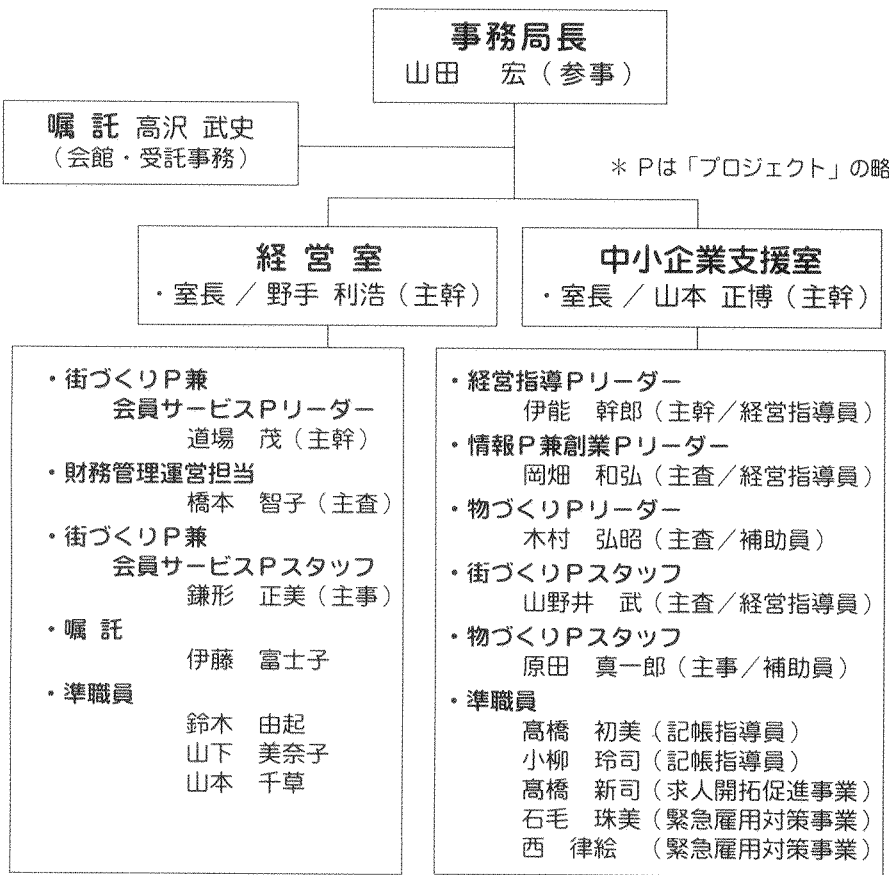 事務局長
山田　宏（参事）
嘱 託 高沢 武史
（会館・受託事務）
＊ Pは「プロジェクト」の略
経 営 室
・室長 ／ 野手 利浩（主幹）
中小企業支援室
・室長 ／ 山本 正博（主幹）
・街づくりP兼
会員サービスPリーダー
道場　茂（主幹）
・財務管理運営担当
橋本　智子（主査）
・街づくりP兼
会員サービスPスタッフ
鎌形　正美（主事）
・嘱 託
伊藤　富士子
・準職員
鈴木　由起
山下　美奈子
山本　千草
・経営指導Pリーダー
伊能　幹郎（主幹／経営指導員）
・情報P兼創業Pリーダー
岡畑　和弘（主査／経営指導員）
・物づくりPリーダー
木村　弘昭（主査／補助員）
・街づくりPスタッフ
山野井　武（主査／経営指導員）
・物づくりPスタッフ
原田　真一郎（主事／補助員）
・準職員
髙橋　初美（記帳指導員）
小柳　玲司（記帳指導員）
髙橋　新司（求人開拓促進事業）
石毛　珠美（緊急雇用対策事業）
西　律絵　（緊急雇用対策事業）